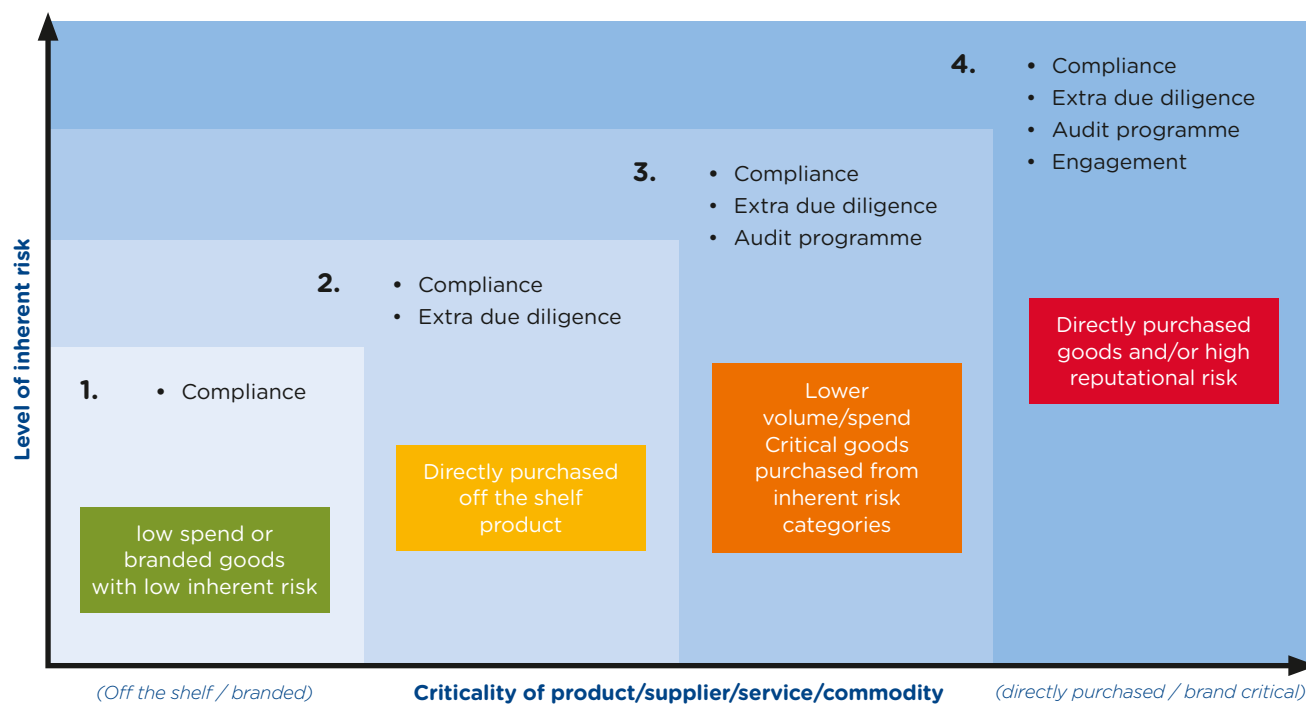 4.
• Compliance
• Extra due diligence
• Audit programme
• Engagement
3.
• Compliance
• Extra due diligence
• Audit programme
2.
• Compliance
• Extra due diligence
1.
• Compliance
Directly purchased
goods and/or high
reputational risk
Lower
volume/spend
Critical goods
purchased from
inherent risk
categories
Directly purchased
off the shelf
product
low spend or
branded goods
with low inherent risk
Level of inherent risk
(Off the shelf / branded)
Criticality of product/supplier/service/commodity
(directly purchased / brand critical)